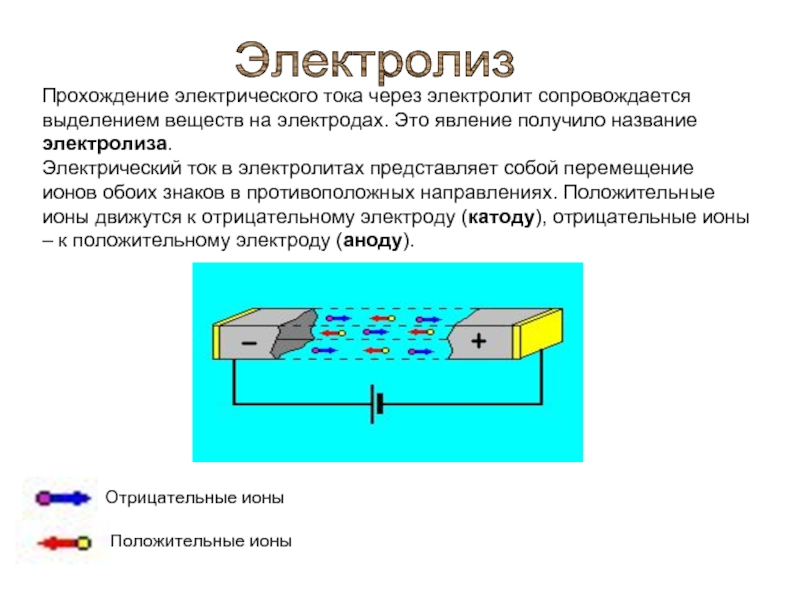 Электролиз
Прохождение электрического тока через электролит сопровождается
выделением веществ на электродах. Это явление получило название
электролиза.
Электрический ток в электролитах представляет собой перемещение
ионов обоих знаков в противоположных направлениях. Положительные
ионы движутся к отрицательному электроду (катоду), отрицательные ионы
– к положительному электроду (аноду).
– +
Отрицательные ионы
Положительные ионы